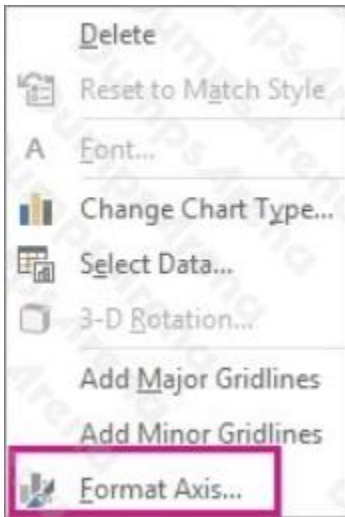 Delete
Reset to Match Style
A Font...
Change Chart Type...
Select Data...
3-D Rotation...
Add Major Gridlines
Add Minor Gridlines
Format Axis...